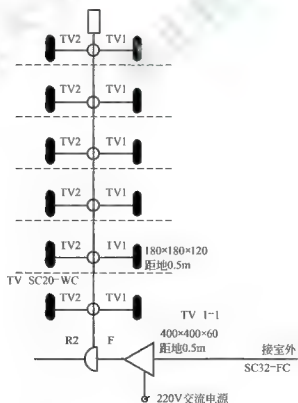 TV2 TV1
TV2 TV1
TV2 TV1
TV2 TV1
TV2 TV1
180×180×120
距地0.5m
TV SC20-WC
TV2 TV1
TV 1-1
R2 F
400×400×60
距地0.5m
接室外
SC32-FC
220V交流电源